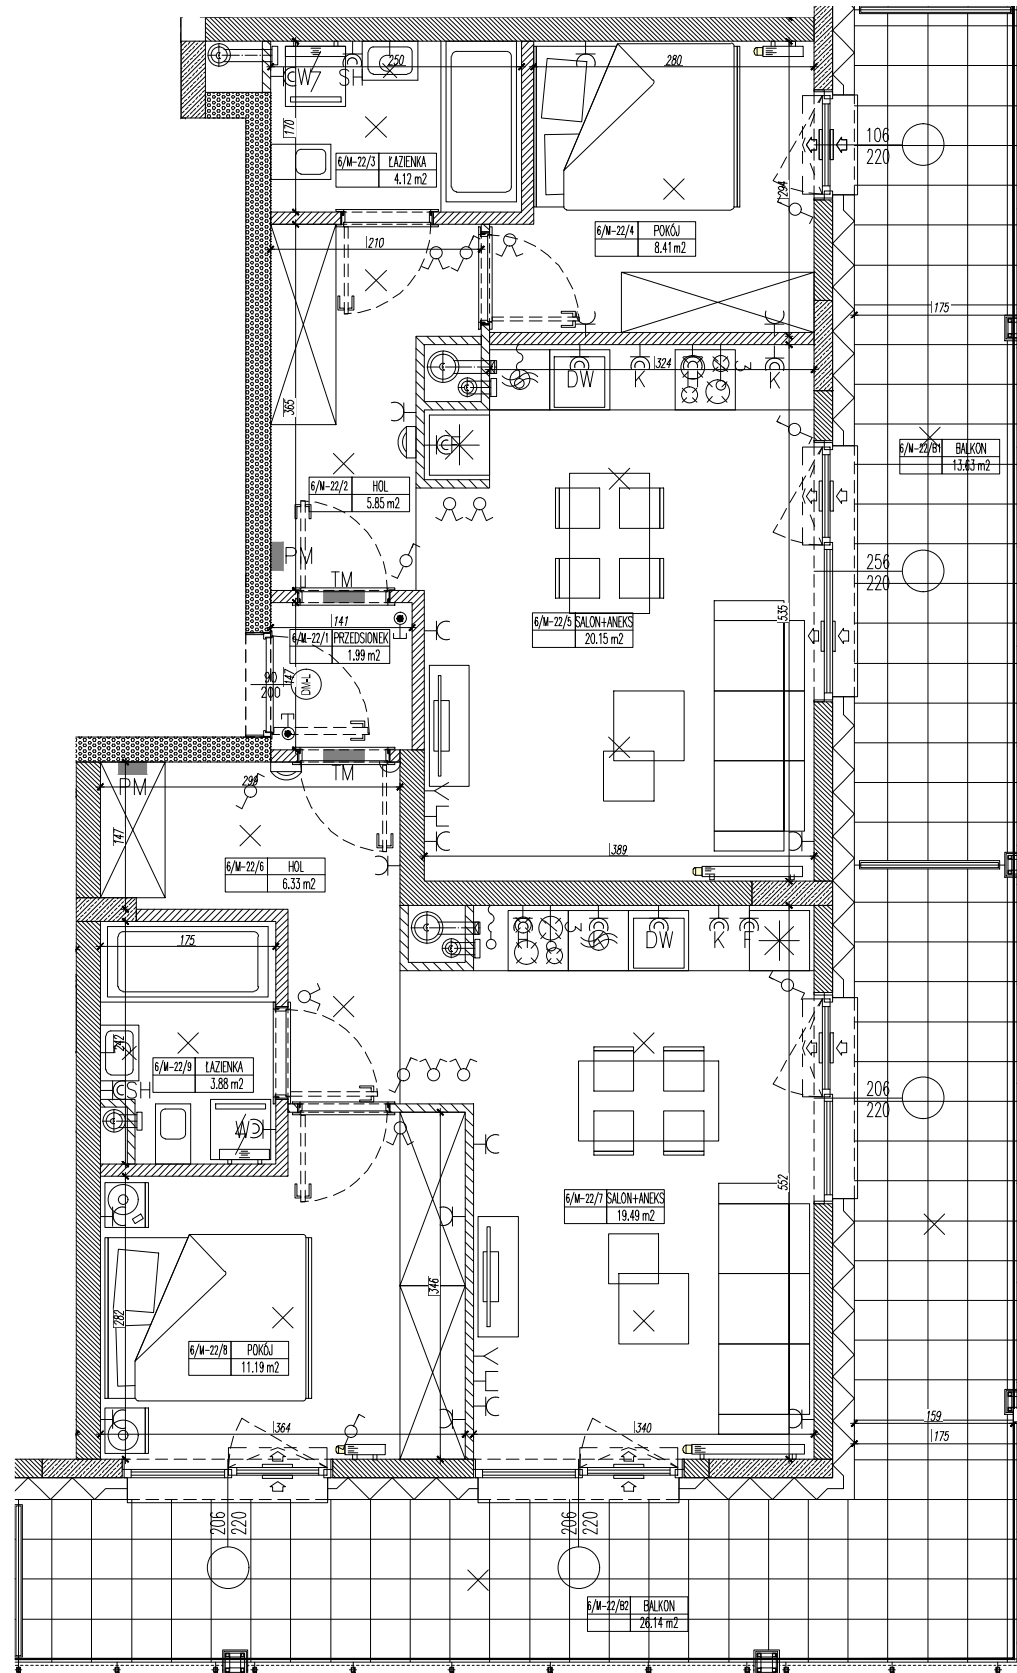 250
280
W
SH
170
6/M-22/3 ŁAZIENKA
4.12 m2
106
220
294
6/M-22/4 POKÓJ
8.41 m2
210
175
324
DW
K
3
K
365
F
6/M-22/B1 BALKON
13.63 m2
6/M-22/2 HOL
5.85 m2
PM
TM
256
220
141
535
6/M-22/1 PRZEDSIONEK
1.99 m2
6/M-22/5 SALON+ANEKS
20.15 m2
90
200
147
DM-L
TM
PM
299
147
389
6/M-22/6 HOL
6.33 m2
175
3
DW
K
F
242
6/M-22/9 ŁAZIENKA
3.88 m2
SH
W
206
220
552
6/M-22/7 SALON+ANEKS
19.49 m2
346
282
6/M-22/8 POKÓJ
11.19 m2
364
340
159
175
206
220
206
220
6/M-22/B2 BALKON
26.14 m2